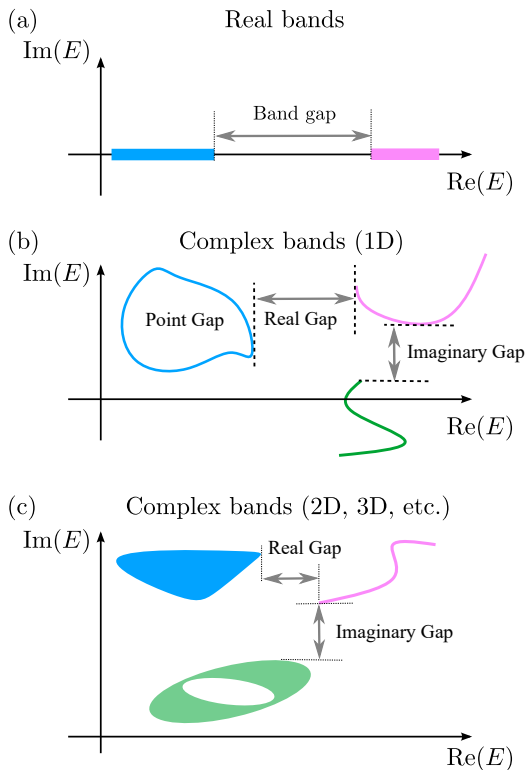 (a) Real bands
Im(E)
Band gap
Re(E)
(b) Complex bands (1D)
Im(E)
Point Gap
Real Gap
Imaginary Gap
Re(E)
(c) Complex bands (2D, 3D, etc.)
Im(E)
Real Gap
Imaginary Gap
Re(E)